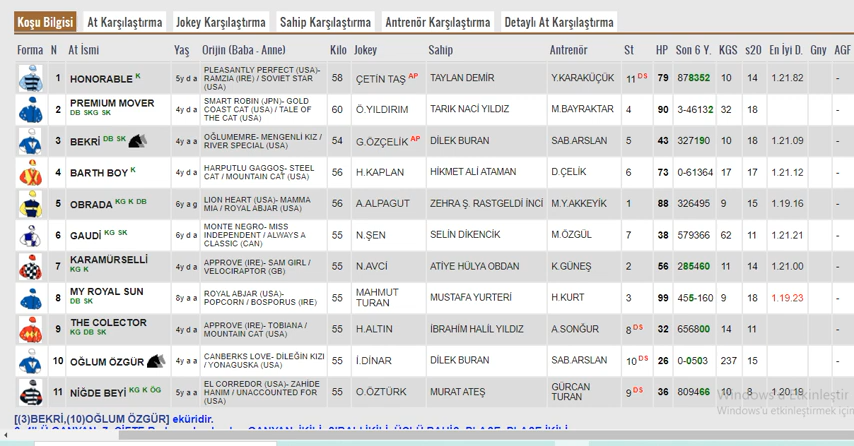 Koşu Bilgisi At Karşılaştırma Jokey Karşılaştırma Sahip Karşılaştırma Antrenör Karşılaştırma Detaylı At Karşılaştırma
Forma N At İsmi Yaş Orijin (Baba - Anne) Kilo Jokey Sahip Antrenör St HP Son 6 Y. KGS s20 En İyi D. Gny AGF
1 HONORABLE K 5y d a PLEASANTLY PERFECT (USA)- RAMZIA (IRE) / SOVIET STAR (USA) 58 ÇETİN TAŞ AP TAYLAN DEMİR Y.KARAKÜÇÜK 11 DS 79 878352 10 14 1.21.82 -
2 PREMIUM MOVER DB SKG SK 4y d a SMART ROBIN (JPN)- GOLD COAST CAT (USA) / TALE OF THE CAT (USA) 60 Ö.YILDIRIM TARIK NACİ YILDIZ M.BAYRAKTAR 4 90 3-46132 32 18 -
3 BEKRİ DB SK 4y a a OĞLUMEMRE- MENGENLİ KIZ / RIVER SPECIAL (USA) 54 G.ÖZÇELİK AP DİLEK BURAN SAB.ARSLAN 5 43 327190 10 18 1.21.09 -
4 BARTH BOY K 4y d a HARPUTLU GAGGOŞ- STEEL CAT / MOUNTAIN CAT (USA) 56 H.KAPLAN HİKMET ALİ ATAMAN D.ÇELİK 6 73 0-61364 17 17 1.21.12 -
5 OBRADA KG K DB 6y a g LION HEART (USA)- MAMMA MIA / ROYAL ABJAR (USA) 56 A.ALPAGUT ZEHRA Ş. RASTGELDİ İNCİ M.Y.AKKEYİK 1 88 326495 9 15 1.19.16 -
6 GAUDİ KG SK 6y d a MONTE NEGRO- MISS INDEPENDENT / ALWAYS A CLASSIC (CAN) 55 N.ŞEN SELİN DİKENCİK M.ÖZGÜL 7 38 579366 62 11 1.21.21 -
7 KARAMÜRSELLİ KG K 4y d a APPROVE (IRE)- SAM GIRL / VELOCIRAPTOR (GB) 55 N.AVCİ ATİYE HÜLYA OBDAN K.GÜNEŞ 2 56 285460 11 14 1.21.00 -
8 MY ROYAL SUN DB SK 8y a a ROYAL ABJAR (USA)- POPCORN / BOSPORUS (IRE) 55 MAHMUT TURAN MUSTAFA YURTERİ H.KURT 3 99 455-160 9 18 1.19.23 -
9 THE COLECTOR KG DB SK 4y d a APPROVE (IRE)- TOBIANA / MOUNTAIN CAT (USA) 55 H.ALTIN İBRAHİM HALİL YILDIZ A.SONĞUR 8 DS 32 656800 14 11 -
10 OĞLUM ÖZGÜR 4y a a CANBERKS LOVE- DİLEĞİN KIZI / YONAGUSKA (USA) 55 İ.DİNAR DİLEK BURAN SAB.ARSLAN 10 DS 26 0-0503 237 15 -
11 NİĞDE BEYİ KG K ÖG 5y a a EL CORREDOR (USA)- ZAHİDE HANIM / UNACCOUNTED FOR (USA) 55 O.ÖZTÜRK MURAT ATEŞ GÜRCAN TURAN 9 DS 36 809466 10 8 1.20.18 -
Windows'u Etkinleştir
Windows'u etkinleştirmek için
[(3)BEKRİ,(10)OĞLUM ÖZGÜR] eküridir.